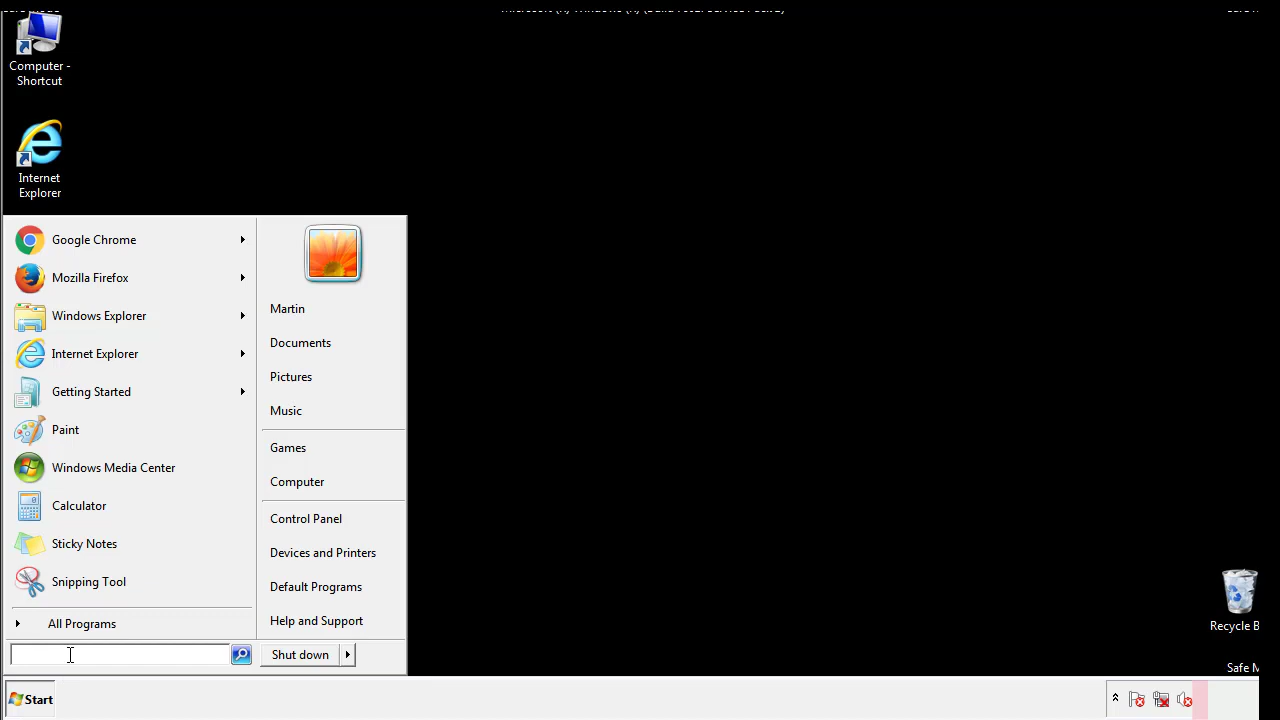 Computer -
Shortcut
Internet
Explorer
Google Chrome
Mozilla Firefox
Windows Explorer
Internet Explorer
Getting Started
Paint
Windows Media Center
Calculator
Sticky Notes
Snipping Tool
All Programs
Martin
Documents
Pictures
Music
Games
Computer
Control Panel
Devices and Printers
Default Programs
Help and Support
Shut down
Recycle B
Safe M
Start